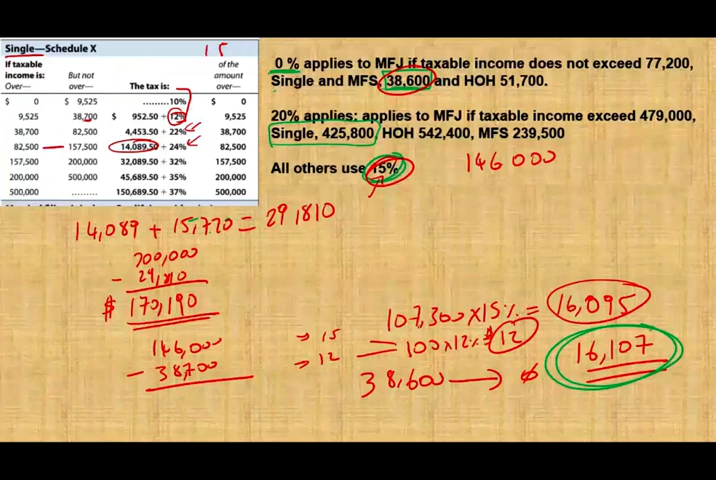 Single—Schedule X
15
If taxable income is: Over— But not over— The tax is: of the amount over—
$ 0 $ 9,525 .........10% $ 0
9,525 38,700 $ 952.50 + 12% 9,525
38,700 82,500 4,453.50 + 22% 38,700
82,500 157,500 14,089.50 + 24% 82,500
157,500 200,000 32,089.50 + 32% 157,500
200,000 500,000 45,689.50 + 35% 200,000
500,000 ......... 150,689.50 + 37% 500,000
0 % applies to MFJ if taxable income does not exceed 77,200,
Single and MFS, 38,600 and HOH 51,700.
20% applies: applies to MFJ if taxable income exceed 479,000,
Single, 425,800 HOH 542,400, MFS 239,500
All others use 15%
146000
14,089 + 15,720 = 29,1810
200,000
- 29,810
$ 170,190
146,000
- 38700
→ 15
→ 12
107,300 x 15% = 16,095
100 x 12% $ 12
38,600 → $
16,107